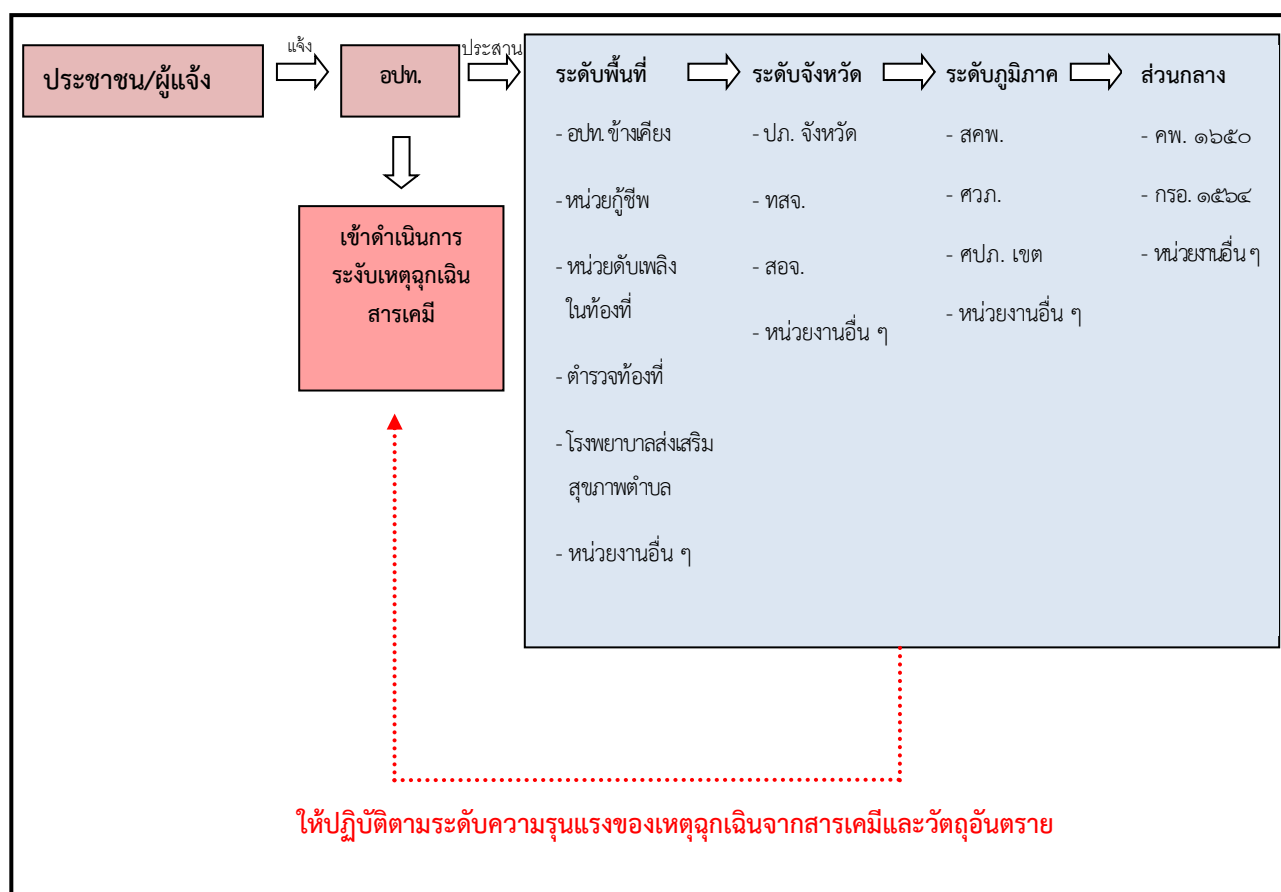 แจ้ง
ประสาน
ประชาชน/ผู้แจ้ง
อปท.
เข้าดำเนินการ
ระงับเหตุฉุกเฉิน
สารเคมี
ระดับพื้นที่
- อปท. ข้างเคียง
-หน่วยกู้ชีพ
- หน่วยดับเพลิง
ในท้องที่
- ตำรวจท้องที่
- โรงพยาบาลส่งเสริม
สุขภาพตำบล
- หน่วยงานอื่น ๆ
ระดับจังหวัด
- ปภ. จังหวัด
- ทสจ.
- สอจ.
- หน่วยงานอื่น ๆ
ระดับภูมิภาค
- สคพ.
- ศวภ.
- ศปภ. เขต
- หน่วยงานอื่น ๆ
ส่วนกลาง
- คพ. ๑๖๕๐
- กรอ. ๑๕๖๔
- หน่วยงานอื่น ๆ
ให้ปฏิบัติตามระดับความรุนแรงของเหตุฉุกเฉินจากสารเคมีและวัตถุอันตราย